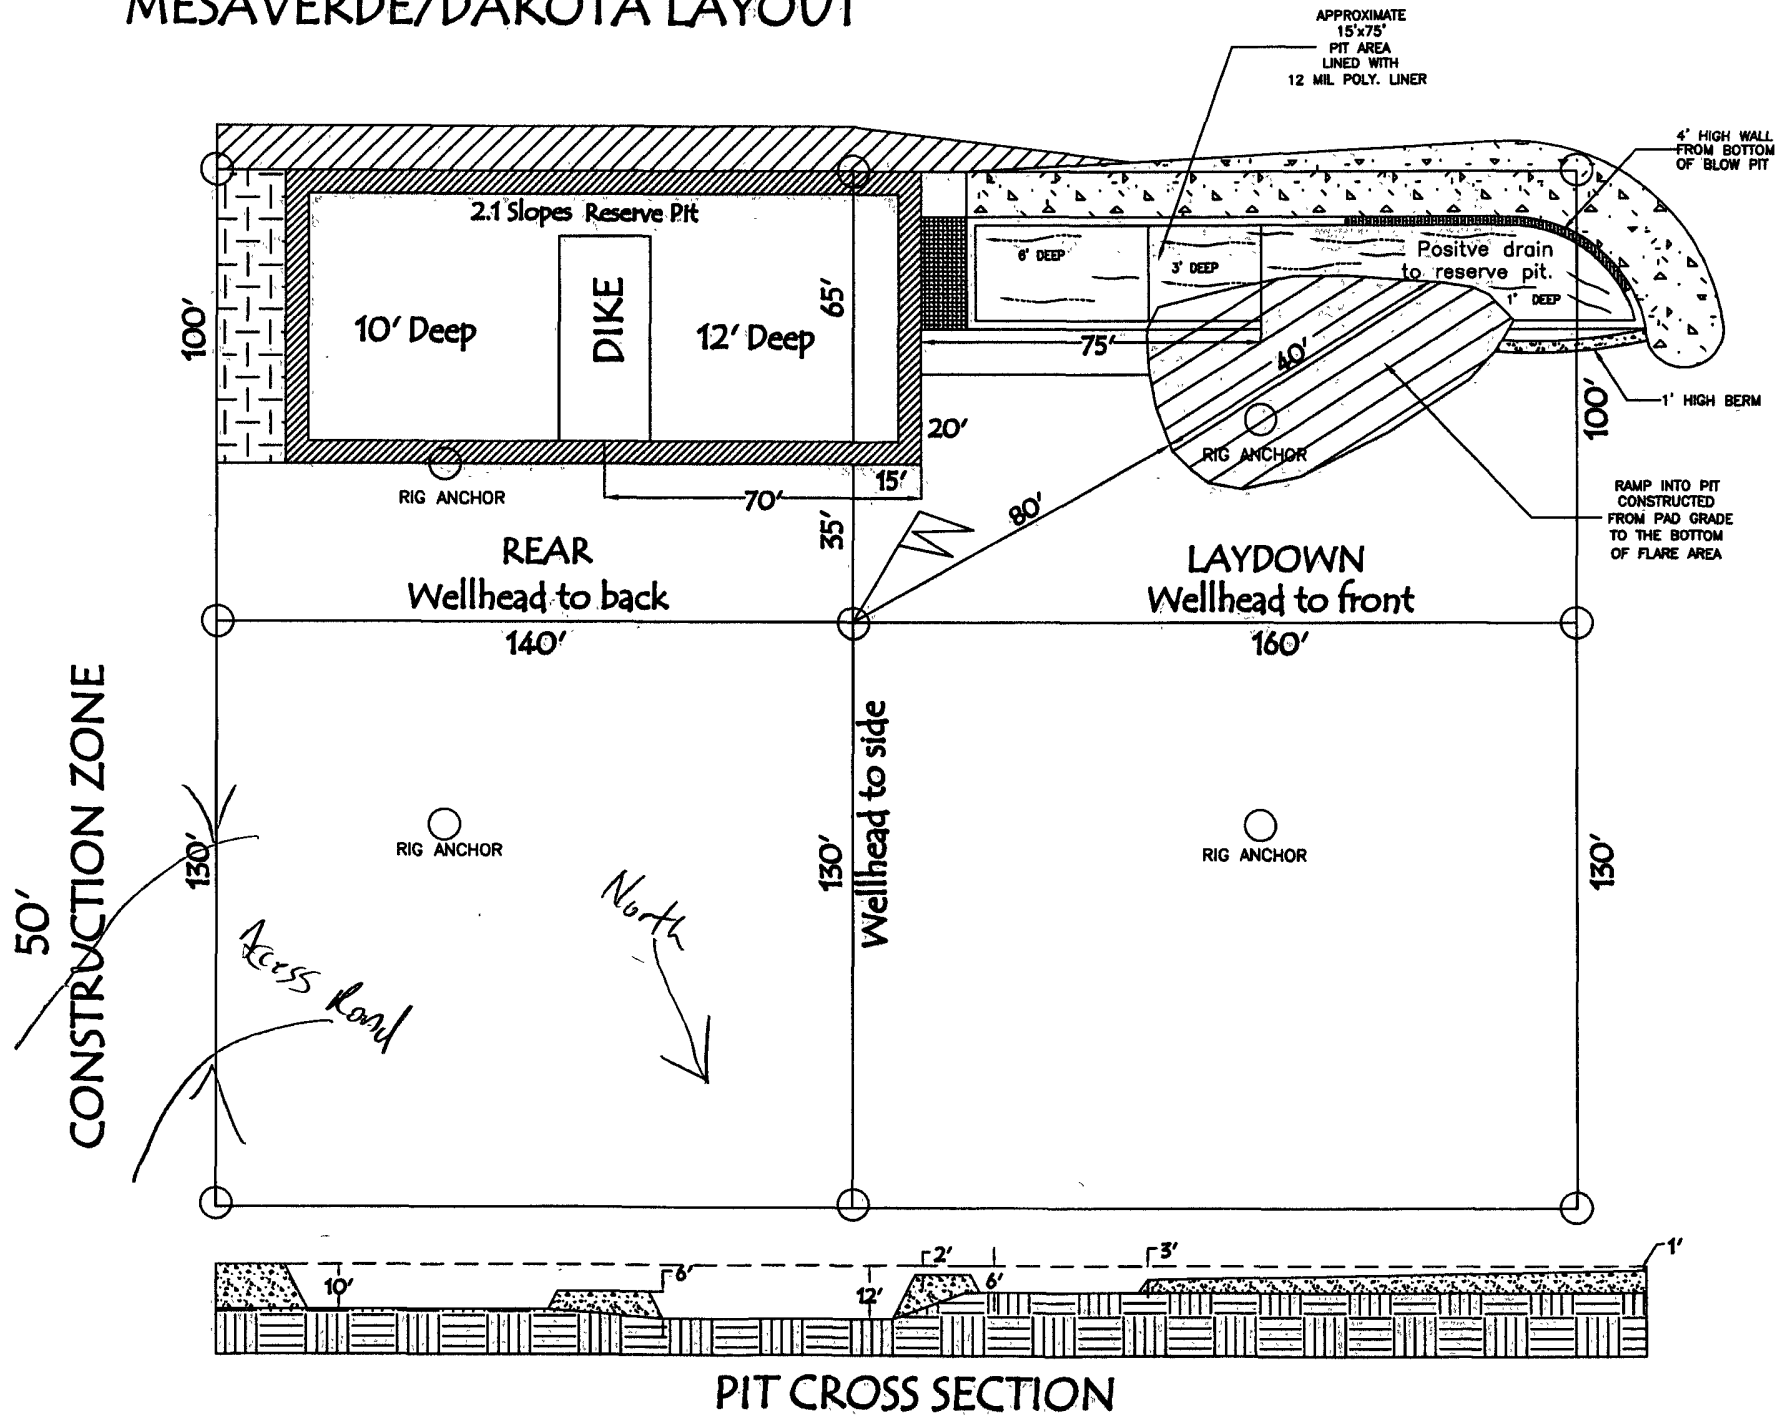 MESAVERDE/DAKOTA LAYOUT
APPROXIMATE
15'x75'
PIT AREA
LINED WITH
12 MIL POLY. LINER
4' HIGH WALL
FROM BOTTOM
OF BLOW PIT
2.1 Slopes Reserve Pit
6' DEEP
3' DEEP
Positve drain
to reserve pit.
1' DEEP
100'
10' Deep
DIKE
12' Deep
65'
75'
40'
1' HIGH BERM
100'
20'
RIG ANCHOR
RIG ANCHOR
15'
70'
35'
80'
RAMP INTO PIT
CONSTRUCTED
FROM PAD GRADE
TO THE BOTTOM
OF FLARE AREA
REAR
Wellhead to back
140'
LAYDOWN
Wellhead to front
160'
50'
CONSTRUCTION ZONE
130'
RIG ANCHOR
130'
Wellhead to side
RIG ANCHOR
130'
North
Access Road
10'
6'
12'
2'
6'
3'
1'
PIT CROSS SECTION